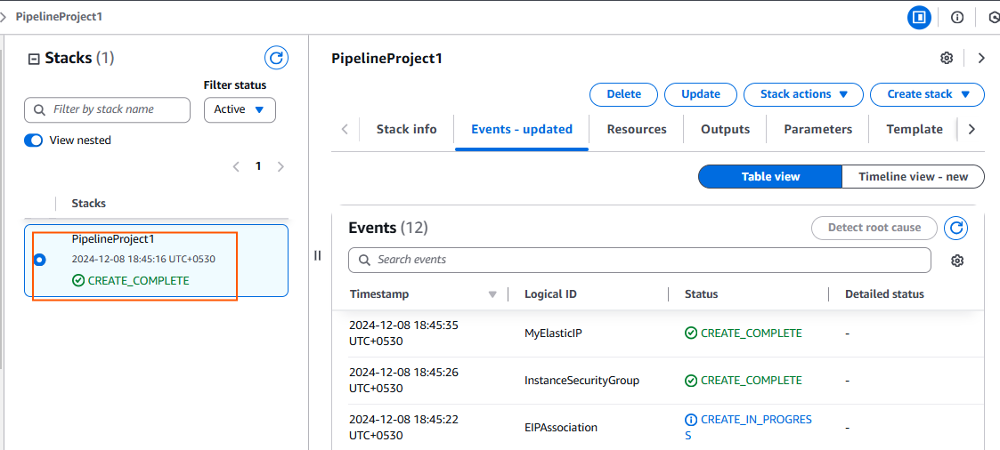 PipelineProject1
Stacks (1)
Filter status
Filter by stack name
Active
View nested
1
Stacks
PipelineProject1
2024-12-08 18:45:16 UTC+0530
CREATE_COMPLETE
PipelineProject1
Delete
Update
Stack actions
Create stack
Stack info
Events - updated
Resources
Outputs
Parameters
Template
Table view
Timeline view - new
Events (12)
Detect root cause
Search events
Timestamp
Logical ID
Status
Detailed status
2024-12-08 18:45:35
UTC+0530
MyElasticIP
CREATE_COMPLETE
-
2024-12-08 18:45:26
UTC+0530
InstanceSecurityGroup
CREATE_COMPLETE
-
2024-12-08 18:45:22
UTC+0530
EIPAssociation
CREATE_IN_PROGRES
S
-